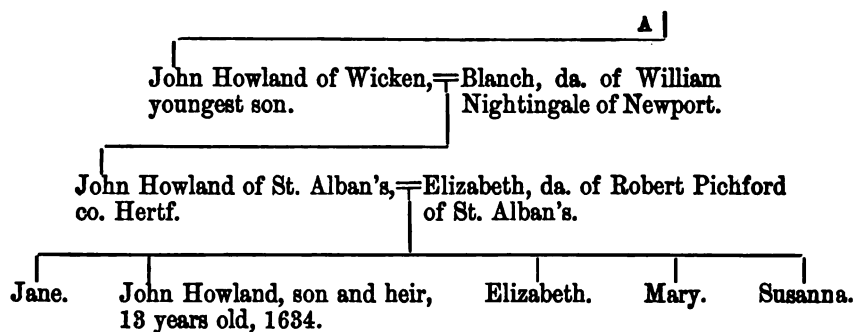 A
John Howland of Wicken, Blanch, da. of William
youngest son. Nightingale of Newport.
John Howland of St. Alban's, Elizabeth, da. of Robert Pichford
co. Hertf. of St. Alban's.
Jane. John Howland, son and heir, Elizabeth. Mary. Susanna.
13 years old, 1634.